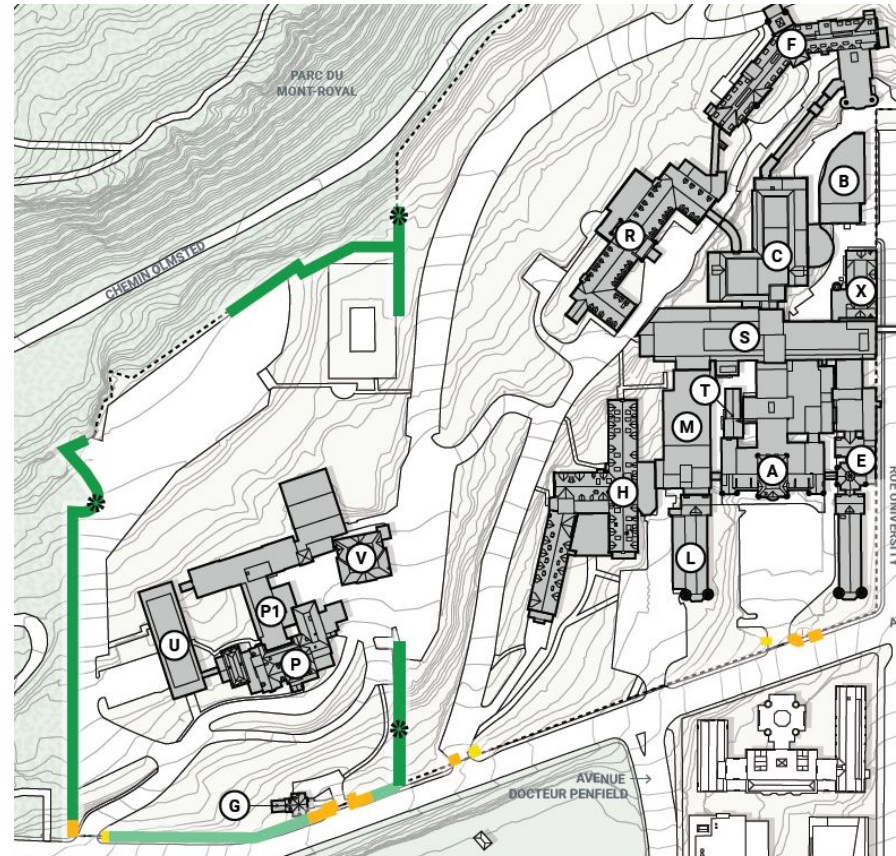 PARC DU
MONT-ROYAL
F
B
CHEMIN OLMSTED
R
C
X
S
T
M
A
E
H
RUE UNIVERSITY
V
L
P1
U
P
G
AVENUE
DOCTEUR PENFIELD